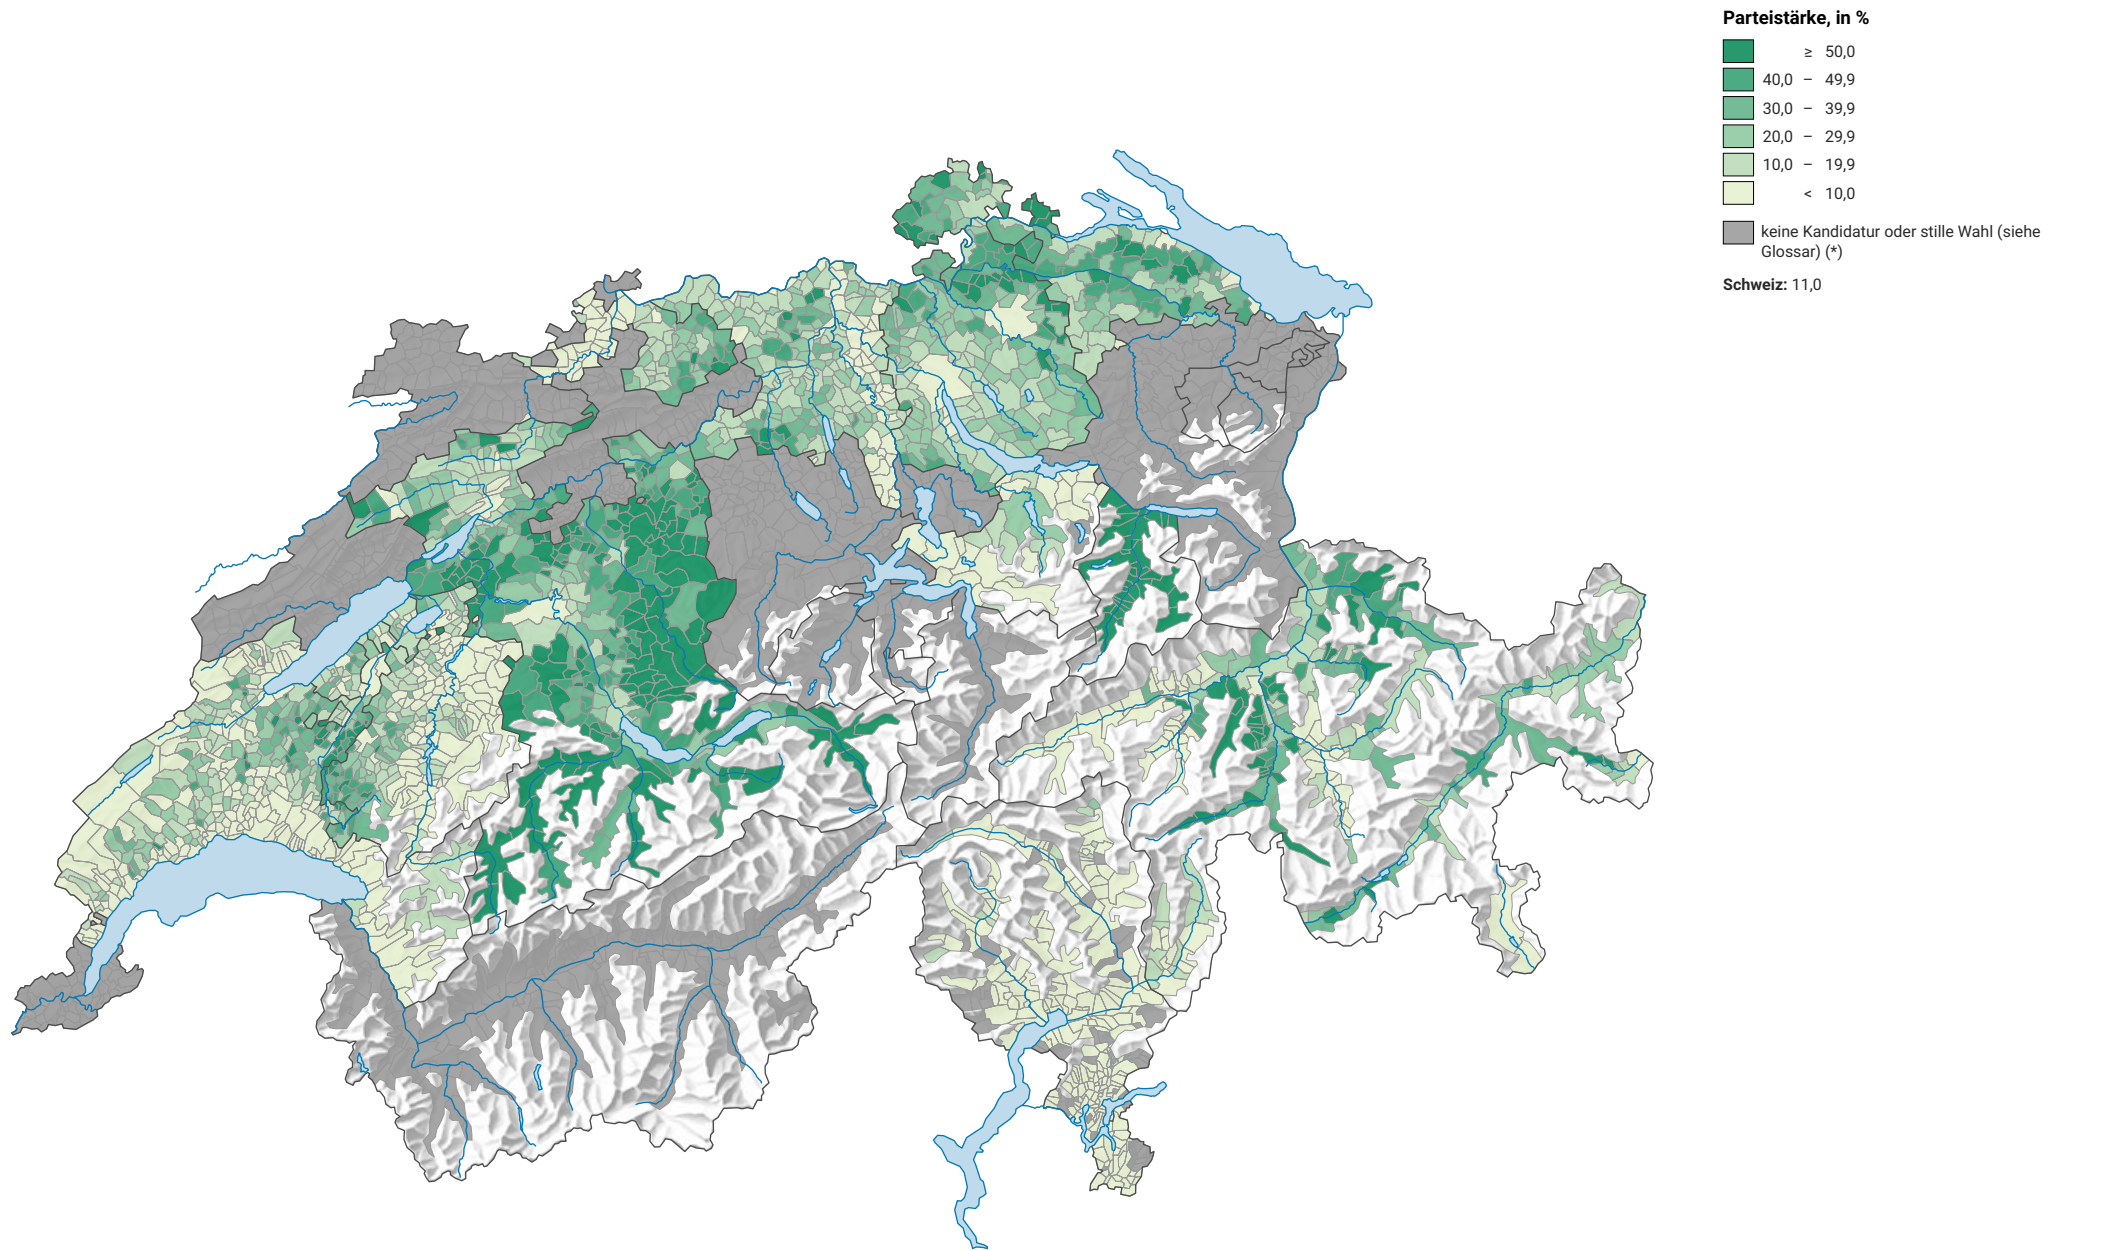 Parteistärke, in %
≥ 50,0
40,0 – 49,9
30,0 – 39,9
20,0 – 29,9
10,0 – 19,9
< 10,0
keine Kandidatur oder stille Wahl (siehe
Glossar) (*)
Schweiz: 11,0